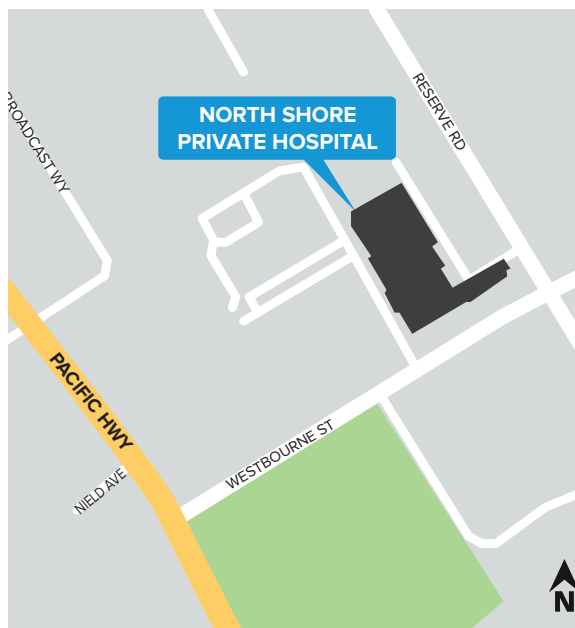 NORTH SHORE
PRIVATE HOSPITAL
RESERVE RD
BROADCAST WY
PACIFIC HWY
WESTBOURNE ST
NIELD AVE
N